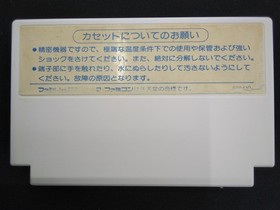 カセットについてのお願い
●精密機器ですので、極端な温度条件下での使用や保管および強い
ショックをさけてください。また、絶対に分解しないでください。
●端子部に手を触れたり、水にぬらしたりして汚さないようにして
ください。故障の原因となります。
ファミコン